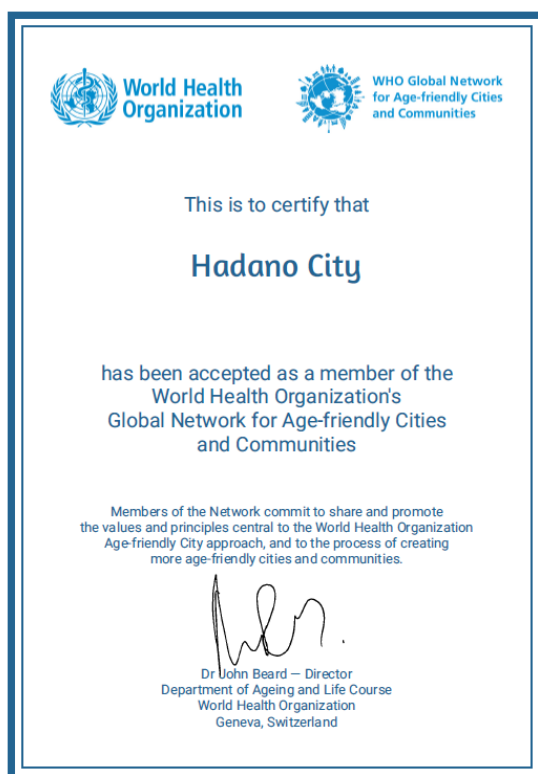 World Health
Organization
WHO Global Network
for Age-friendly Cities
and Communities
This is to certify that
Hadano City
has been accepted as a member of the
World Health Organization's
Global Network for Age-friendly Cities
and Communities
Members of the Network commit to share and promote
the values and principles central to the World Health Organization
Age-friendly City approach, and to the process of creating
more age-friendly cities and communities.
Dr John Beard — Director
Department of Ageing and Life Course
World Health Organization
Geneva, Switzerland